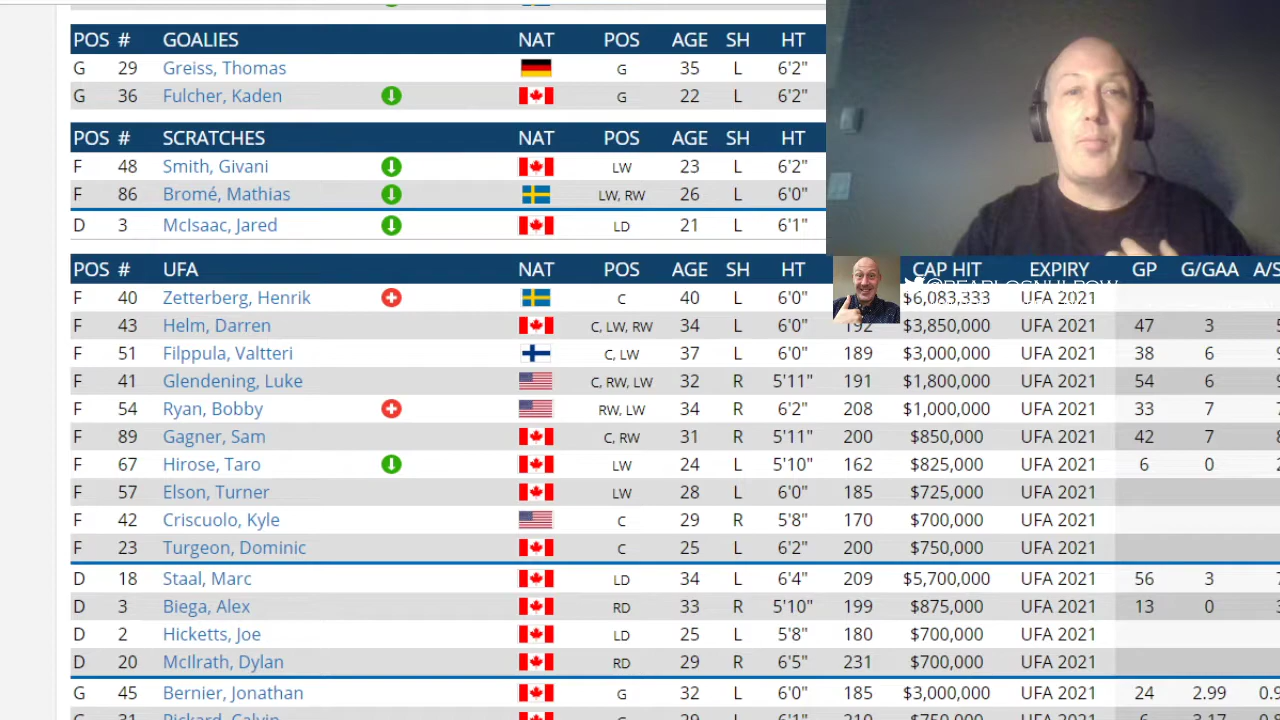 POS # GOALIES NAT POS AGE SH HT
G 29 Greiss, Thomas G 35 L 6'2"
G 36 Fulcher, Kaden G 22 L 6'2"
POS # SCRATCHES NAT POS AGE SH HT
F 48 Smith, Givani LW 23 L 6'2"
F 86 Bromé, Mathias LW, RW 26 L 6'0"
D 3 McIsaac, Jared LD 21 L 6'1"
POS # UFA NAT POS AGE SH HT CAP HIT EXPIRY GP G/GAA A/S
F 40 Zetterberg, Henrik C 40 L 6'0" $6,083,333 UFA 2021
F 43 Helm, Darren C, LW, RW 34 L 6'0" 192 $3,850,000 UFA 2021 47 3
F 51 Filppula, Valtteri C, LW 37 L 6'0" 189 $3,000,000 UFA 2021 38 6
F 41 Glendening, Luke C, RW, LW 32 R 5'11" 191 $1,800,000 UFA 2021 54 6
F 54 Ryan, Bobby RW, LW 34 R 6'2" 208 $1,000,000 UFA 2021 33 7
F 89 Gagner, Sam C, RW 31 R 5'11" 200 $850,000 UFA 2021 42 7
F 67 Hirose, Taro LW 24 L 5'10" 162 $825,000 UFA 2021 6 0
F 57 Elson, Turner LW 28 L 6'0" 185 $725,000 UFA 2021
F 42 Criscuolo, Kyle C 29 R 5'8" 170 $700,000 UFA 2021
F 23 Turgeon, Dominic C 25 L 6'2" 200 $750,000 UFA 2021
D 18 Staal, Marc LD 34 L 6'4" 209 $5,700,000 UFA 2021 56 3
D 3 Biega, Alex RD 33 R 5'10" 199 $875,000 UFA 2021 13 0
D 2 Hicketts, Joe LD 25 L 5'8" 180 $700,000 UFA 2021
D 20 McIlrath, Dylan RD 29 R 6'5" 231 $700,000 UFA 2021
G 45 Bernier, Jonathan G 32 L 6'0" 185 $3,000,000 UFA 2021 24 2.99 0.9